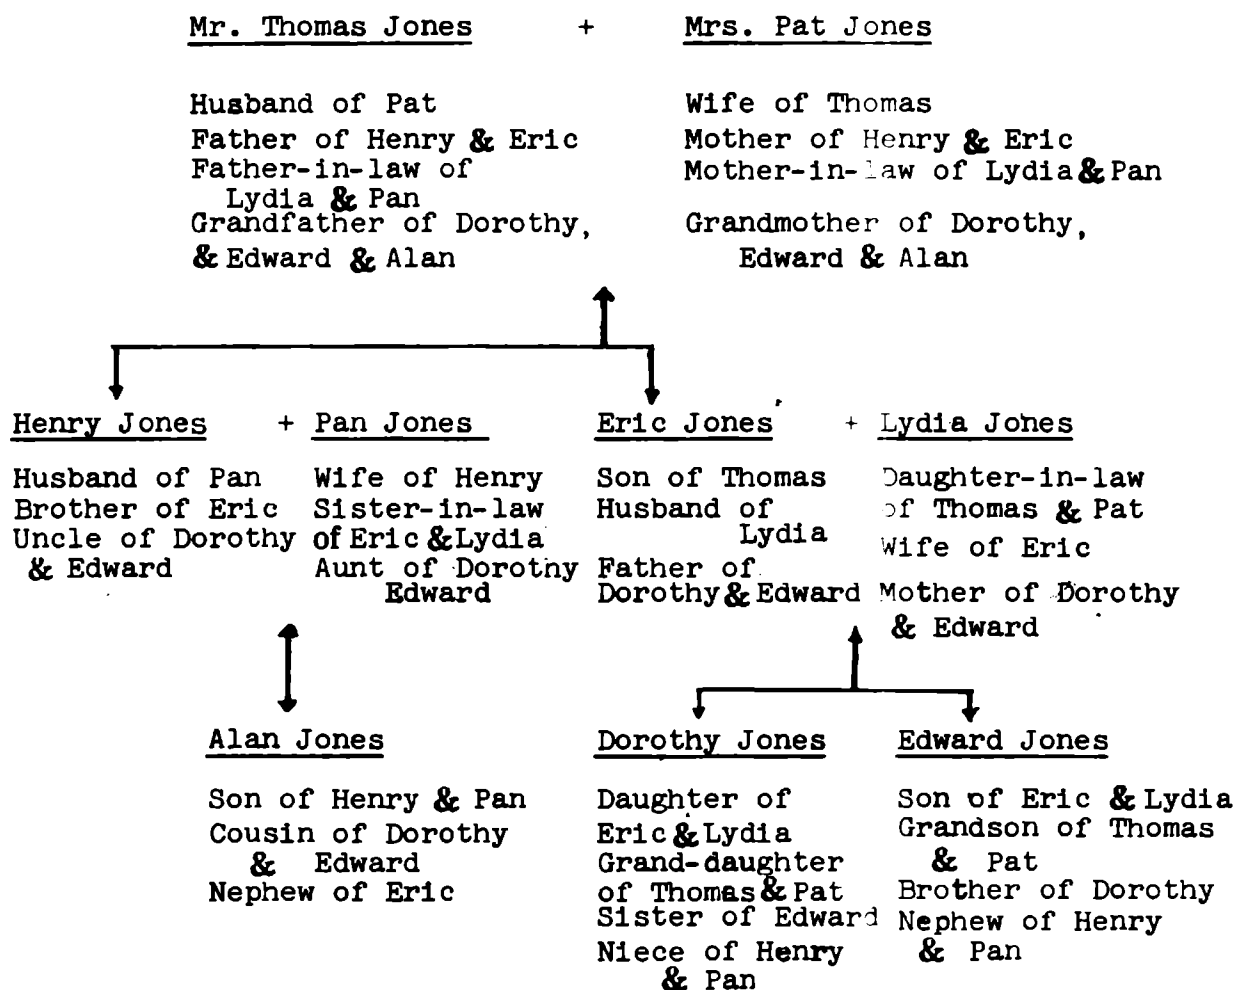 Mr. Thomas Jones + Mrs. Pat Jones
Husband of Pat
Father of Henry & Eric
Father-in-law of
Lydia & Pan
Grandfather of Dorothy,
& Edward & Alan
Wife of Thomas
Mother of Henry & Eric
Mother-in-law of Lydia & Pan
Grandmother of Dorothy,
Edward & Alan
Henry Jones + Pan Jones
Husband of Pan
Brother of Eric
Uncle of Dorothy
& Edward
Wife of Henry
Sister-in-law
of Eric & Lydia
Aunt of Dorothy
Edward
Eric Jones + Lydia Jones
Son of Thomas
Husband of
Lydia
Father of
Dorothy & Edward
Daughter-in-law
of Thomas & Pat
Wife of Eric
Mother of Dorothy
& Edward
Alan Jones
Son of Henry & Pan
Cousin of Dorothy
& Edward
Nephew of Eric
Dorothy Jones
Daughter of
Eric & Lydia
Grand-daughter
of Thomas & Pat
Sister of Edward
Niece of Henry
& Pan
Edward Jones
Son of Eric & Lydia
Grandson of Thomas
& Pat
Brother of Dorothy
Nephew of Henry
& Pan